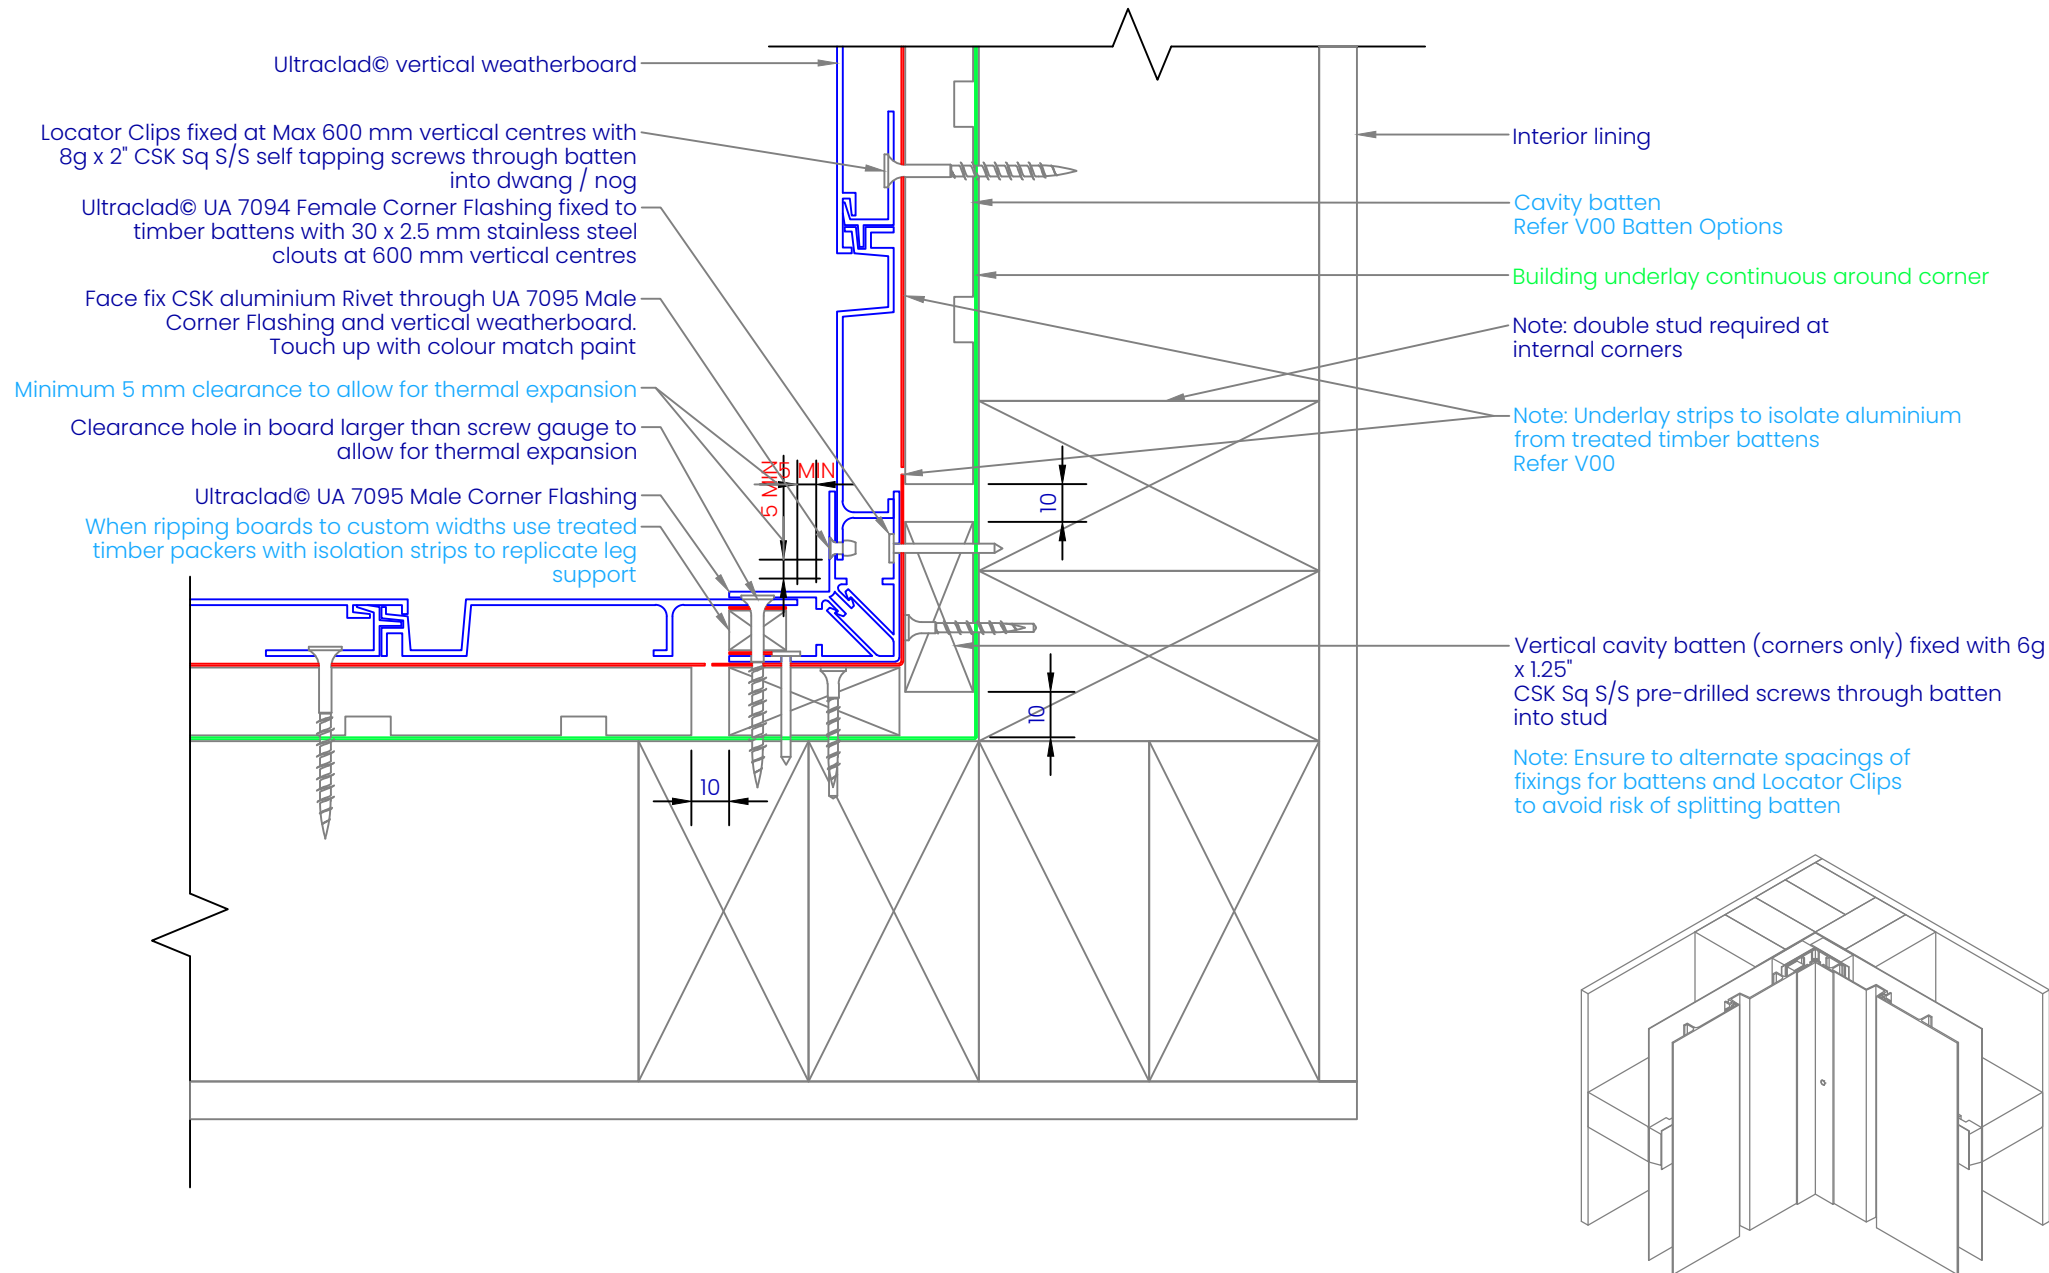 Ultraclad© vertical weatherboard
Locator Clips fixed at Max 600 mm vertical centres with
8g x 2" CSK Sq S/S self tapping screws through batten
into dwang / nog
Ultraclad© UA 7094 Female Corner Flashing fixed to
timber battens with 30 x 2.5 mm stainless steel
clouts at 600 mm vertical centres
Face fix CSK aluminium Rivet through UA 7095 Male
Corner Flashing and vertical weatherboard.
Touch up with colour match paint
Minimum 5 mm clearance to allow for thermal expansion
Clearance hole in board larger than screw gauge to
allow for thermal expansion
Ultraclad© UA 7095 Male Corner Flashing
When ripping boards to custom widths use treated
timber packers with isolation strips to replicate leg
support
5 MIN
5 MIN
10
10
10
Interior lining
Cavity batten
Refer V00 Batten Options
Building underlay continuous around corner
Note: double stud required at
internal corners
Note: Underlay strips to isolate aluminium
from treated timber battens
Refer V00
Vertical cavity batten (corners only) fixed with 6g
x 1.25"
CSK Sq S/S pre-drilled screws through batten
into stud
Note: Ensure to alternate spacings of
fixings for battens and Locator Clips
to avoid risk of splitting batten